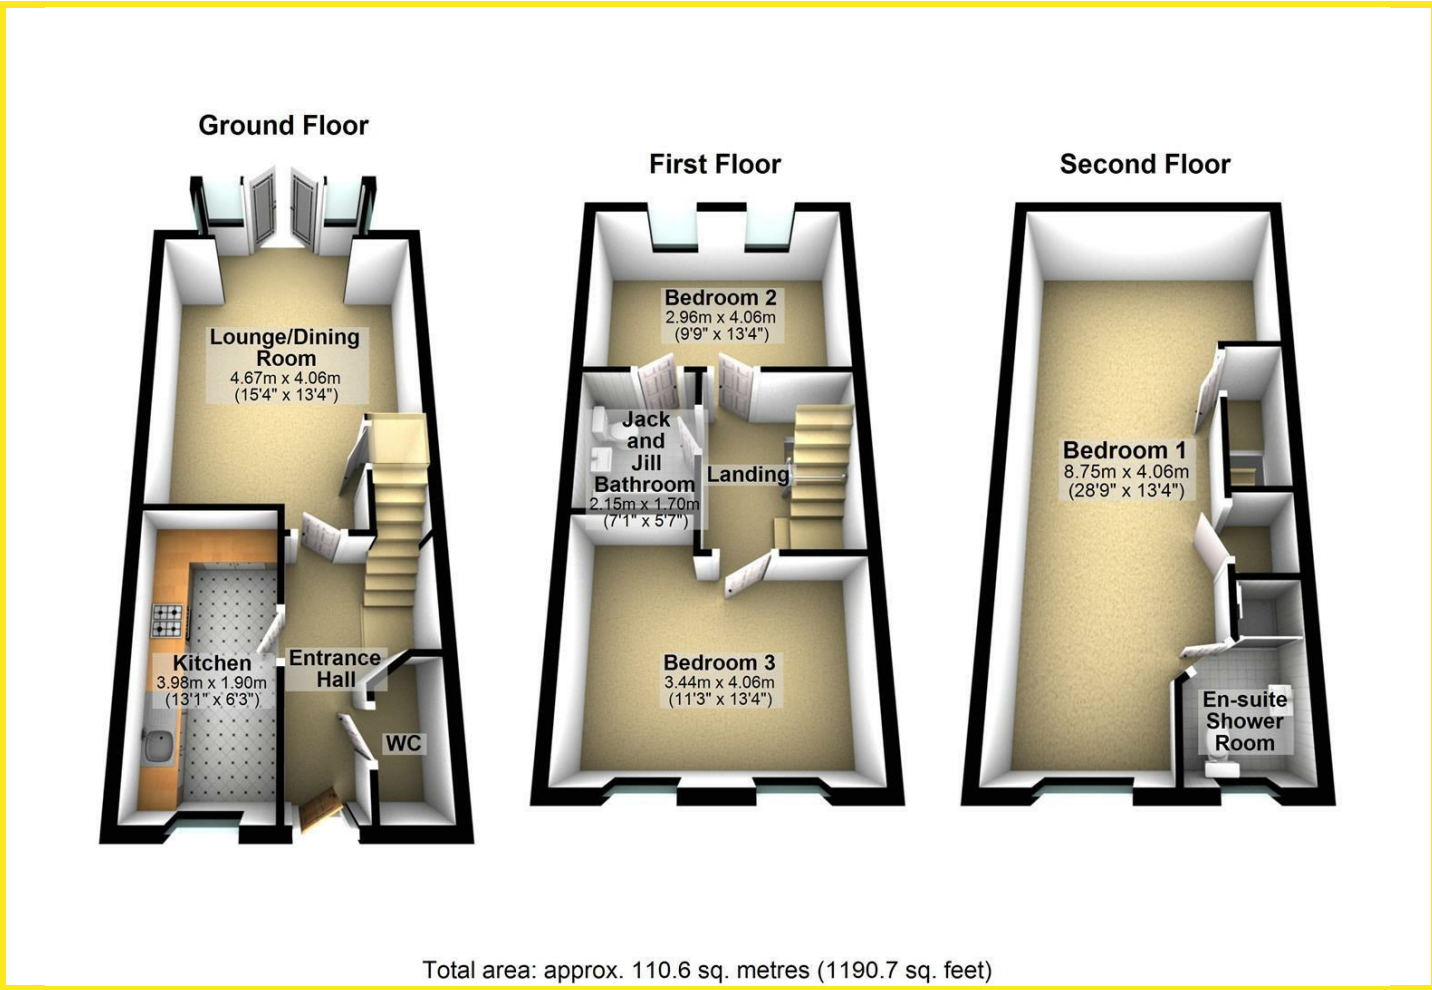 Ground Floor
First Floor
Second Floor
Lounge/Dining
Room
4.67m x 4.06m
(15'4" x 13'4")
Kitchen
3.98m x 1.90m
(13'1" x 6'3")
Entrance
Hall
WC
Bedroom 2
2.96m x 4.06m
(9'9" x 13'4")
Jack
and
Jill
Bathroom
2.15m x 1.70m
(7'1" x 5'7")
Landing
Bedroom 3
3.44m x 4.06m
(11'3" x 13'4")
Bedroom 1
8.75m x 4.06m
(28'9" x 13'4")
En-suite
Shower
Room
Total area: approx. 110.6 sq. metres (1190.7 sq. feet)